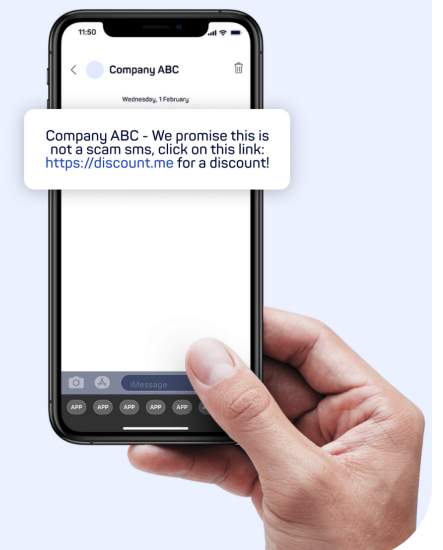 11:50
Company ABC
Wednesday, 1 February
Company ABC - We promise this is
not a scam sms, click on this link:
https://discount.me for a discount!
iMessage
APP APP APP APP APP